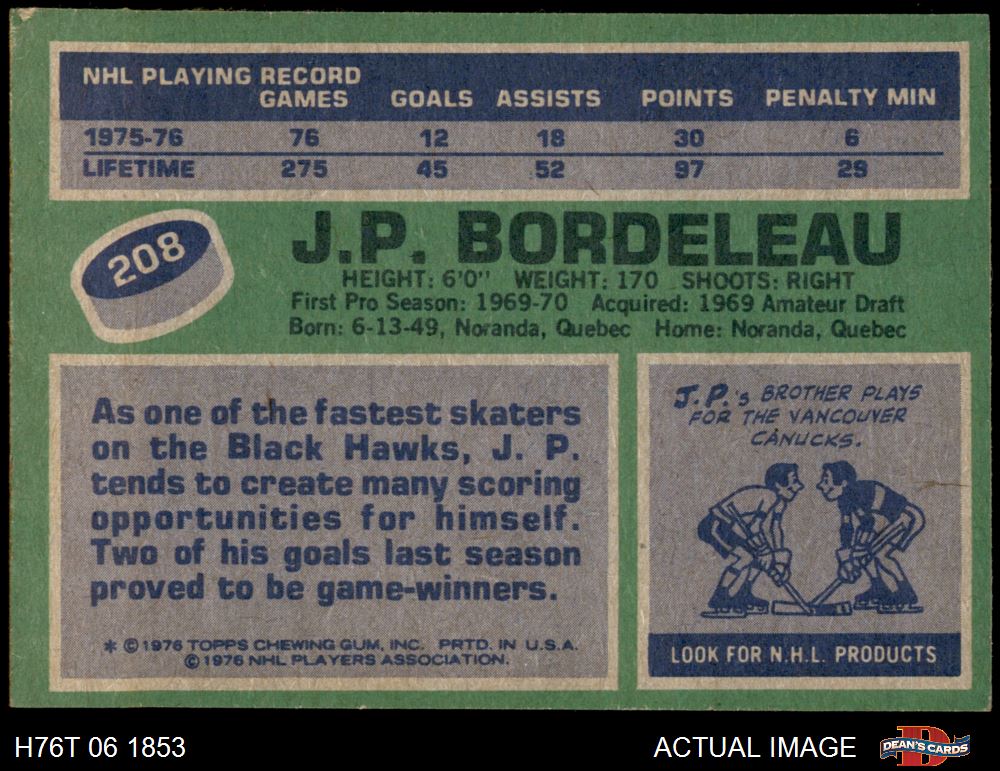 NHL PLAYING RECORD
GAMES GOALS ASSISTS POINTS PENALTY MIN
1975-76 76 12 18 30 6
LIFETIME 275 45 52 97 29
208
J.P. BORDELEAU
HEIGHT: 6'0" WEIGHT: 170 SHOOTS: RIGHT
First Pro Season: 1969-70 Acquired: 1969 Amateur Draft
Born: 6-13-49, Noranda, Quebec Home: Noranda, Quebec
As one of the fastest skaters
on the Black Hawks, J. P.
tends to create many scoring
opportunities for himself.
Two of his goals last season
proved to be game-winners.
* © 1976 TOPPS CHEWING GUM, INC. PRTD. IN U.S.A.
© 1976 NHL PLAYERS ASSOCIATION.
J.P.'s BROTHER PLAYS
FOR THE VANCOUVER
CANUCKS.
LOOK FOR N.H.L. PRODUCTS
H76T 06 1853
ACTUAL IMAGE
D
DEAN'S CARDS